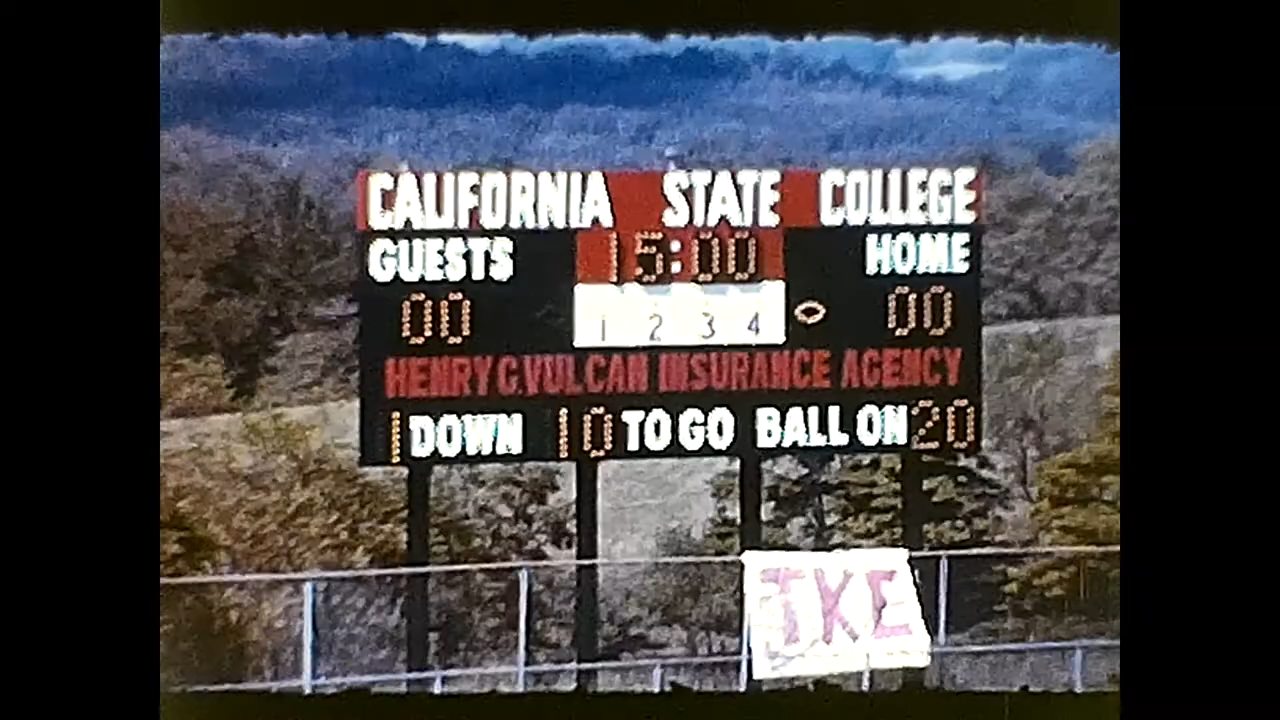 CALIFORNIA STATE COLLEGE
GUESTS 15:00 HOME
00 1 2 3 4 00
HENRY C. VULCAN INSURANCE AGENCY
1 DOWN 10 TO GO BALL ON 20
TKE